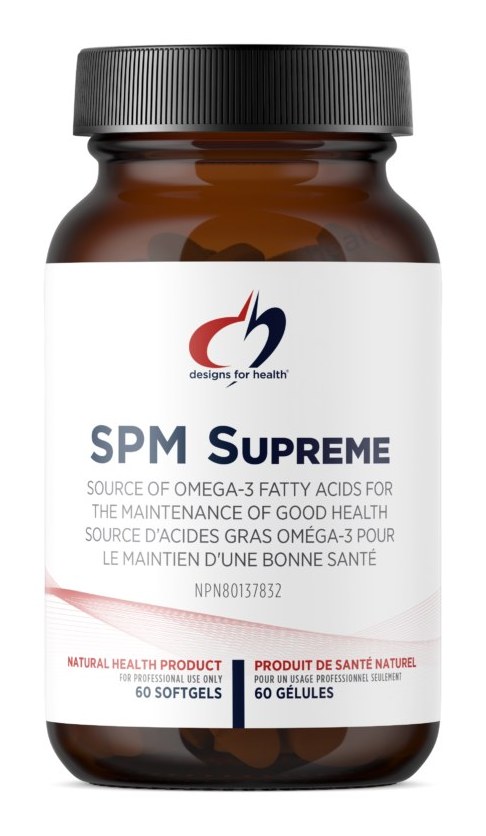 designs for health®
SPM SUPREME
SOURCE OF OMEGA-3 FATTY ACIDS FOR
THE MAINTENANCE OF GOOD HEALTH
SOURCE D'ACIDES GRAS OMÉGA-3 POUR
LE MAINTIEN D'UNE BONNE SANTÉ
NPN80137832
NATURAL HEALTH PRODUCT
FOR PROFESSIONAL USE ONLY
60 SOFTGELS
PRODUIT DE SANTÉ NATUREL
POUR UN USAGE PROFESSIONNEL SEULEMENT
60 GÉLULES